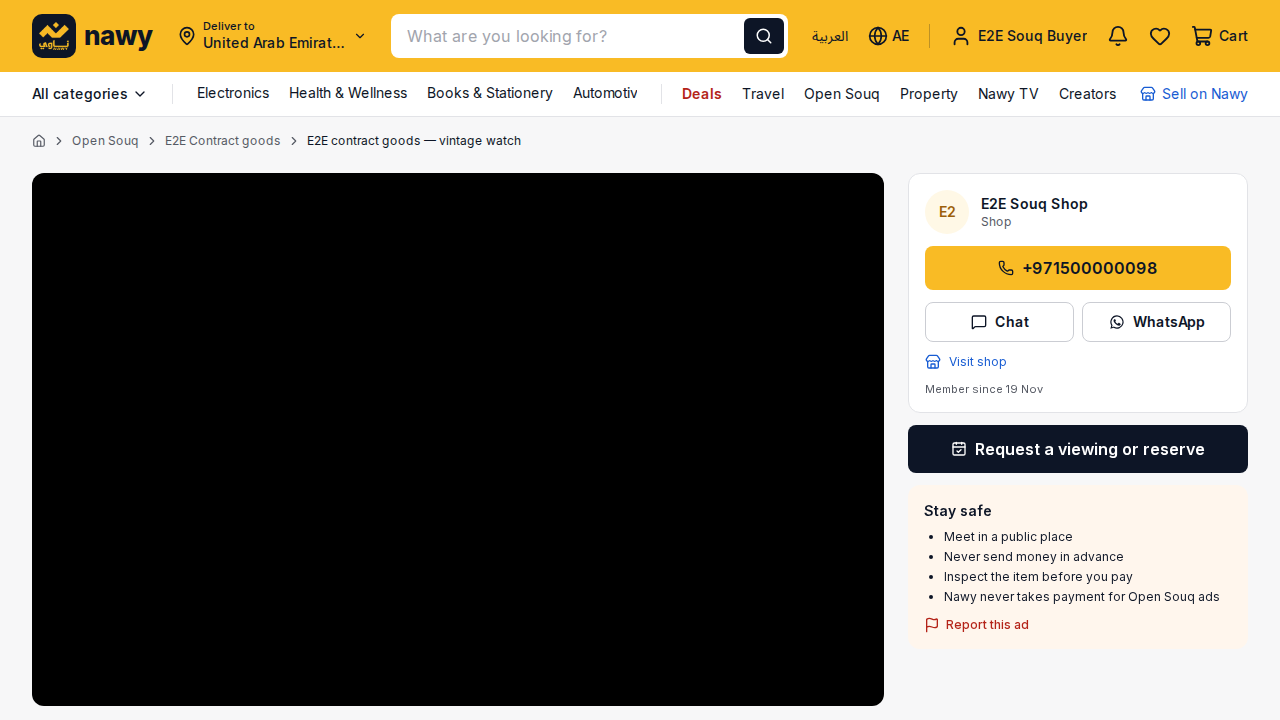 نـاوي
NAWY
nawy
Deliver to
United Arab Emirat...
What are you looking for?
العربية
AE
E2E Souq Buyer
Cart
All categories
Electronics
Health & Wellness
Books & Stationery
Automotiv
Deals
Travel
Open Souq
Property
Nawy TV
Creators
Sell on Nawy
Open Souq
E2E Contract goods
E2E contract goods — vintage watch
E2
E2E Souq Shop
Shop
+971500000098
Chat
WhatsApp
Visit shop
Member since 19 Nov
Request a viewing or reserve
Stay safe
• Meet in a public place
• Never send money in advance
• Inspect the item before you pay
• Nawy never takes payment for Open Souq ads
Report this ad